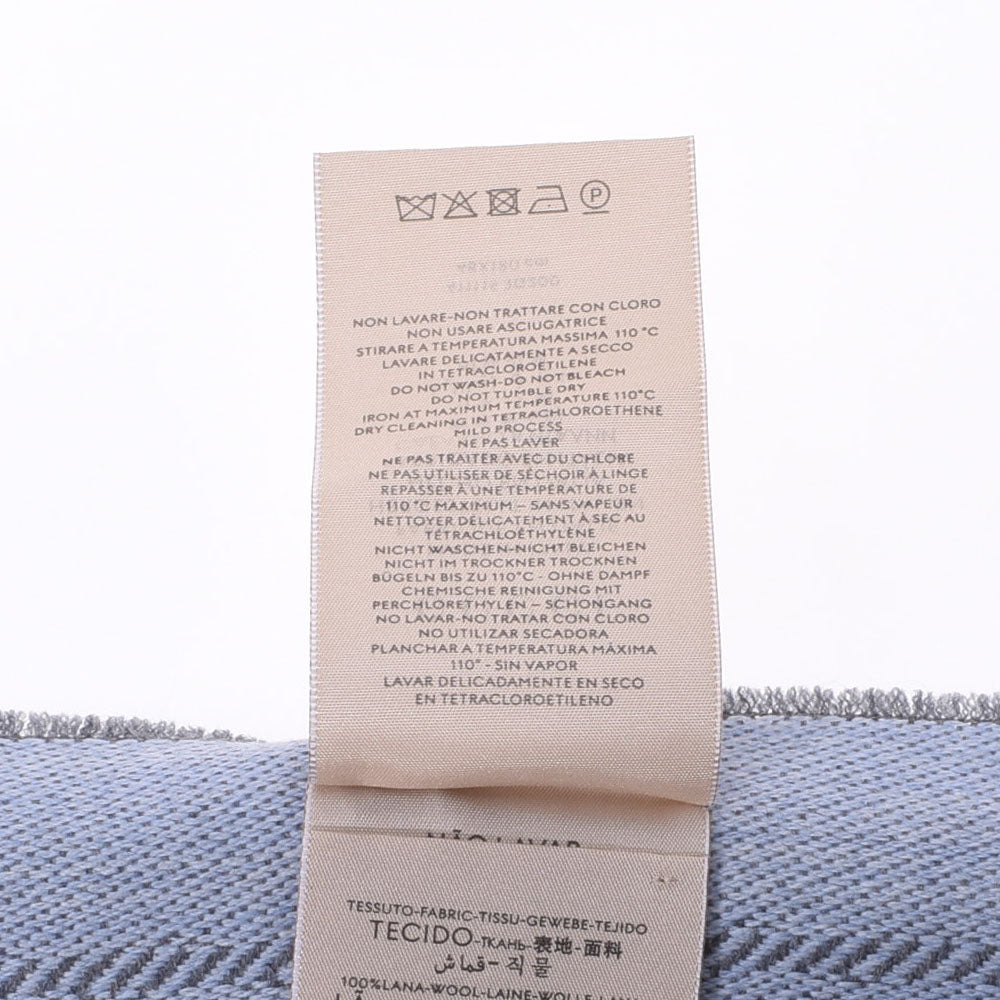 P
NON LAVARE-NON TRATTARE CON CLORO
NON USARE ASCIUGATRICE
STIRARE A TEMPERATURA MASSIMA 110 °C
LAVARE DELICATAMENTE A SECCO
IN TETRACLOROETILENE
DO NOT WASH-DO NOT BLEACH
DO NOT TUMBLE DRY
IRON AT MAXIMUM TEMPERATURE 110°C
DRY CLEANING IN TETRACHLOROETHENE
MILD PROCESS
NE PAS LAVER
NE PAS TRAITER AVEC DU CHLORE
NE PAS UTILISER DE SÉCHOIR À LINGE
REPASSER À UNE TEMPÉRATURE DE
110 °C MAXIMUM – SANS VAPEUR
NETTOYER DÉLICATEMENT À SEC AU
TÉTRACHLOÉTHYLÈNE
NICHT WASCHEN-NICHT BLEICHEN
NICHT IM TROCKNER TROCKNEN
BÜGELN BIS ZU 110°C - OHNE DAMPF
CHEMISCHE REINIGUNG MIT
PERCHLORETHYLEN – SCHONGANG
NO LAVAR-NO TRATAR CON CLORO
NO UTILIZAR SECADORA
PLANCHAR A TEMPERATURA MÁXIMA
110° - SIN VAPOR
LAVAR DELICADAMENTE EN SECO
EN TETRACLOROETILENO
NÃO LAVAR
TESSUTO-FABRIC-TISSU-GEWEBE-TEJIDO
TECIDO-ТКАНЬ-表地-面料
قماش - 직물
100%LANA-WOOL-LAINE-WOLLE-LANA